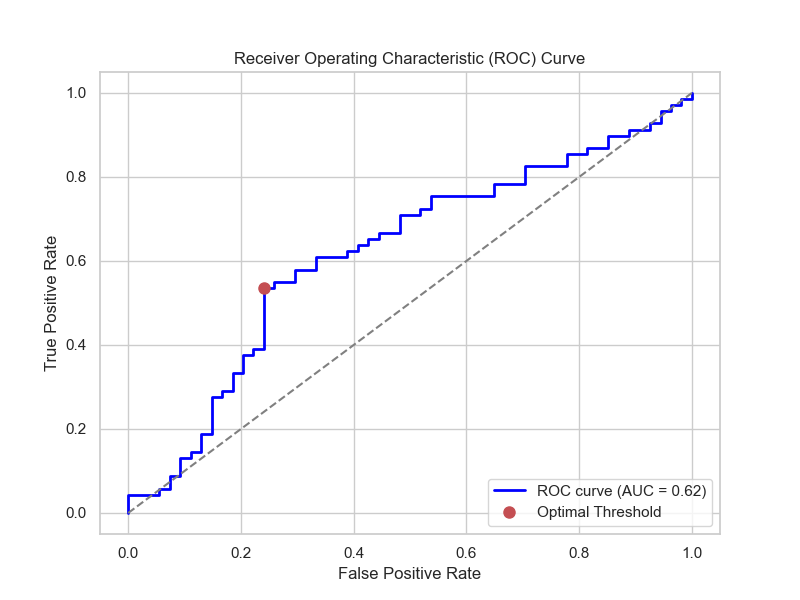 Receiver Operating Characteristic (ROC) Curve
True Positive Rate
1.0
0.8
0.6
0.4
0.2
0.0
ROC curve (AUC = 0.62)
Optimal Threshold
0.0 0.2 0.4 0.6 0.8 1.0
False Positive Rate